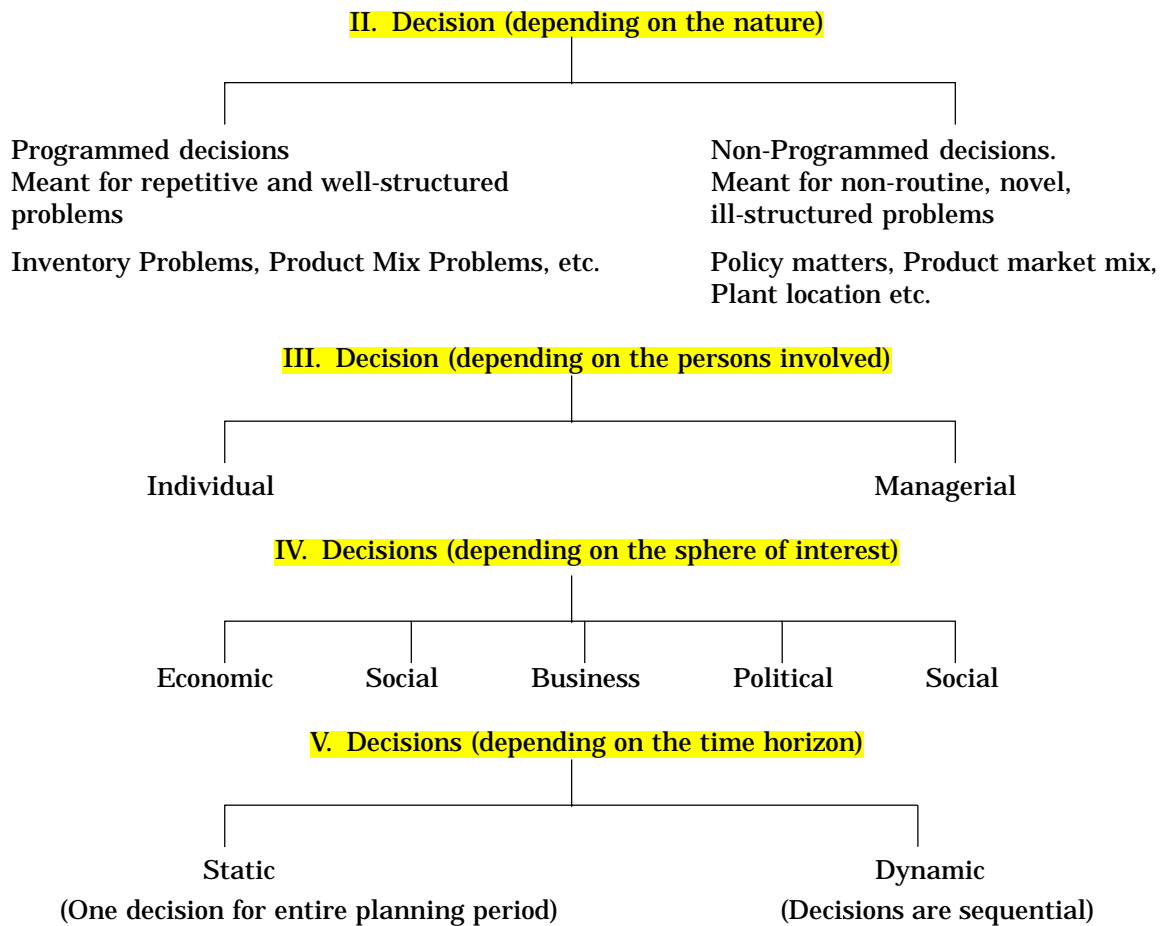 II. Decision (depending on the nature)
Programmed decisions
Meant for repetitive and well-structured
problems
Inventory Problems, Product Mix Problems, etc.
Non-Programmed decisions.
Meant for non-routine, novel,
ill-structured problems
Policy matters, Product market mix,
Plant location etc.
III. Decision (depending on the persons involved)
Individual
Managerial
IV. Decisions (depending on the sphere of interest)
Economic
Social
Business
Political
Social
V. Decisions (depending on the time horizon)
Static
(One decision for entire planning period)
Dynamic
(Decisions are sequential)